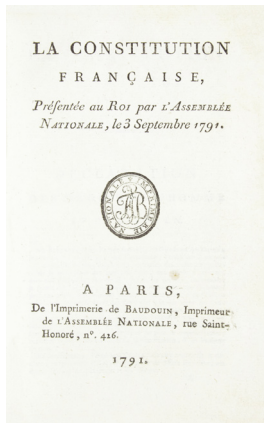 LA CONSTITUTION
FRANÇAISE,
Présentée au ROI par L'ASSEMBLÉE
NATIONALE, le 3 Septembre 1791.
A PARIS,
De l'Imprimerie de BAUDOUIN, Imprimeur
de L'ASSEMBLÉE NATIONALE, rue Saint-
Honoré, nº. 426.
1791.